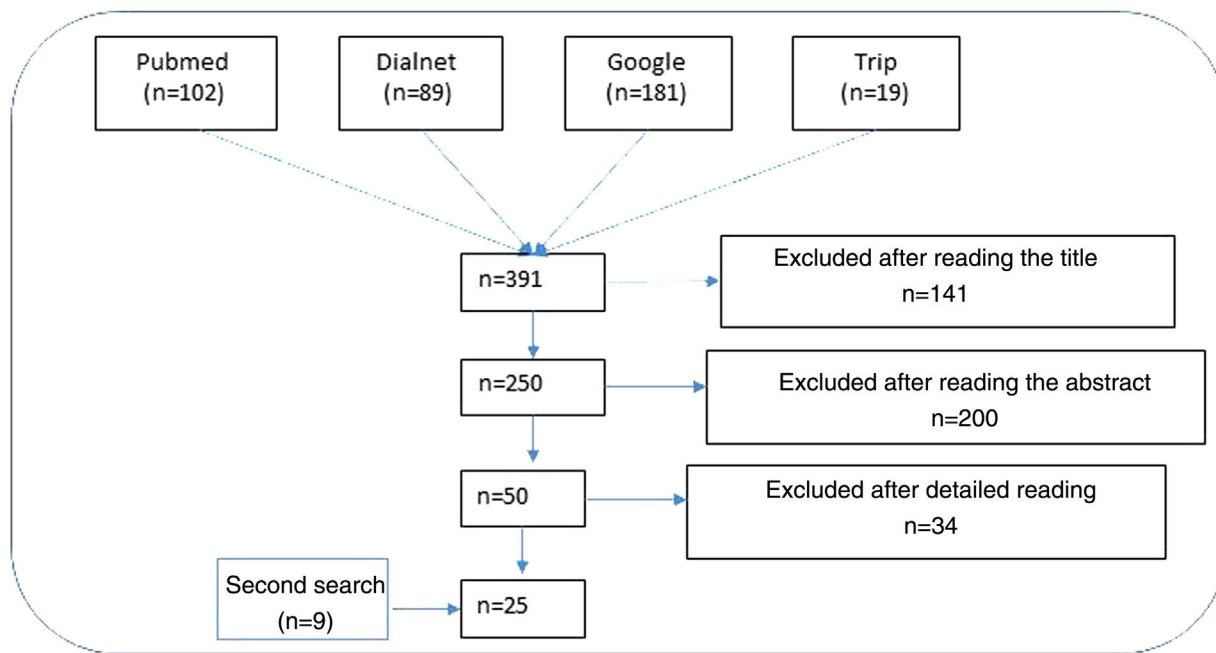 Pubmed
(n=102)
Dialnet
(n=89)
Google
(n=181)
Trip
(n=19)
n=391
Excluded after reading the title
n=141
n=250
Excluded after reading the abstract
n=200
n=50
Excluded after detailed reading
n=34
Second search
(n=9)
n=25